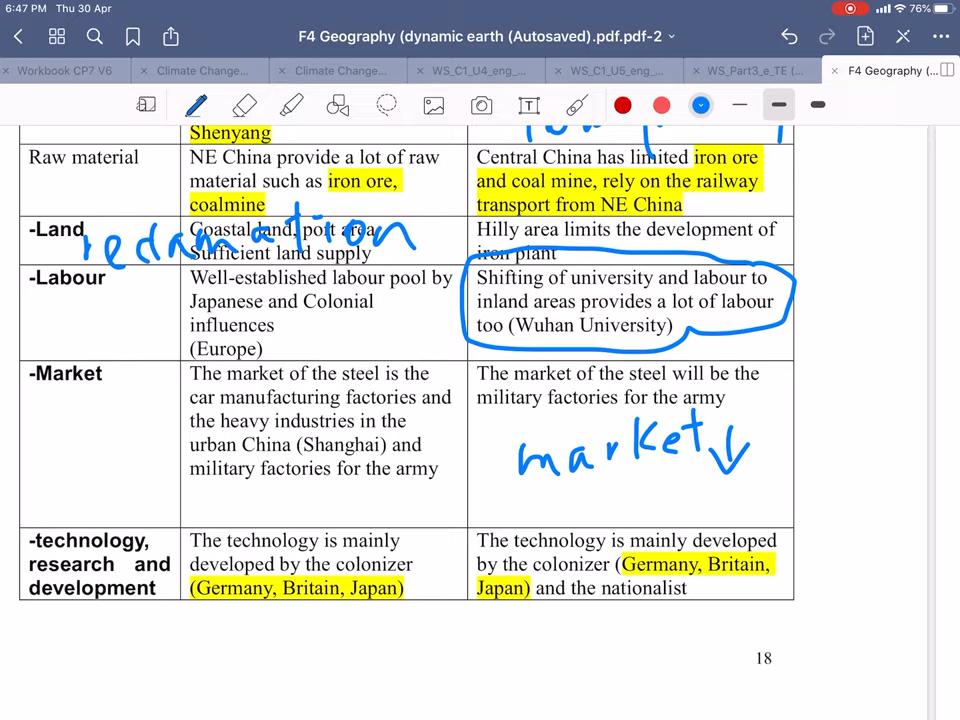 6:47 PM Thu 30 Apr
76%
F4 Geography (dynamic earth (Autosaved).pdf.pdf-2
Workbook CP7 V6
Climate Change...
Climate Change...
WS_C1_U4_eng_...
WS_C1_U5_eng_...
WS_Part3_e_TE (...
F4 Geography (...
T
Shenyang
Raw material
NE China provide a lot of raw
material such as iron ore,
coalmine
Central China has limited iron ore
and coal mine, rely on the railway
transport from NE China
-Land
reclamation
Coastal land, port area
Sufficient land supply
Hilly area limits the development of
iron plant
-Labour
Well-established labour pool by
Japanese and Colonial
influences
(Europe)
Shifting of university and labour to
inland areas provides a lot of labour
too (Wuhan University)
-Market
The market of the steel is the
car manufacturing factories and
the heavy industries in the
urban China (Shanghai) and
military factories for the army
The market of the steel will be the
military factories for the army
market ↓
-technology,
research and
development
The technology is mainly
developed by the colonizer
(Germany, Britain, Japan)
The technology is mainly developed
by the colonizer (Germany, Britain,
Japan) and the nationalist
18